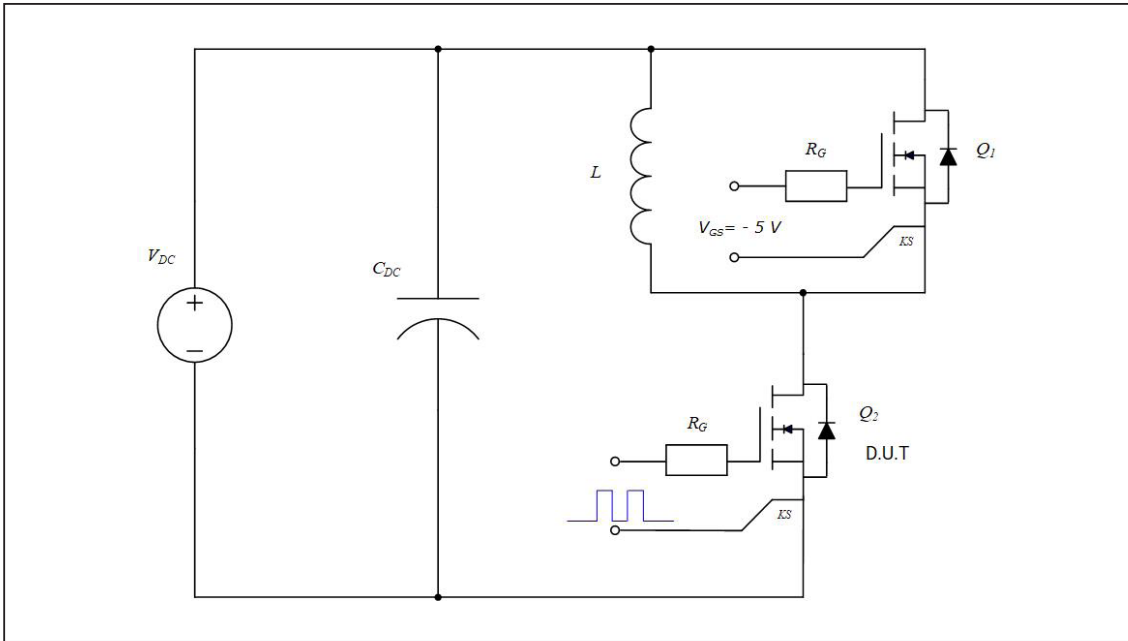 R_G
Q_1
L
V_GS= - 5 V
KS
V_DC
+
−
C_DC
R_G
Q_2
D.U.T
KS